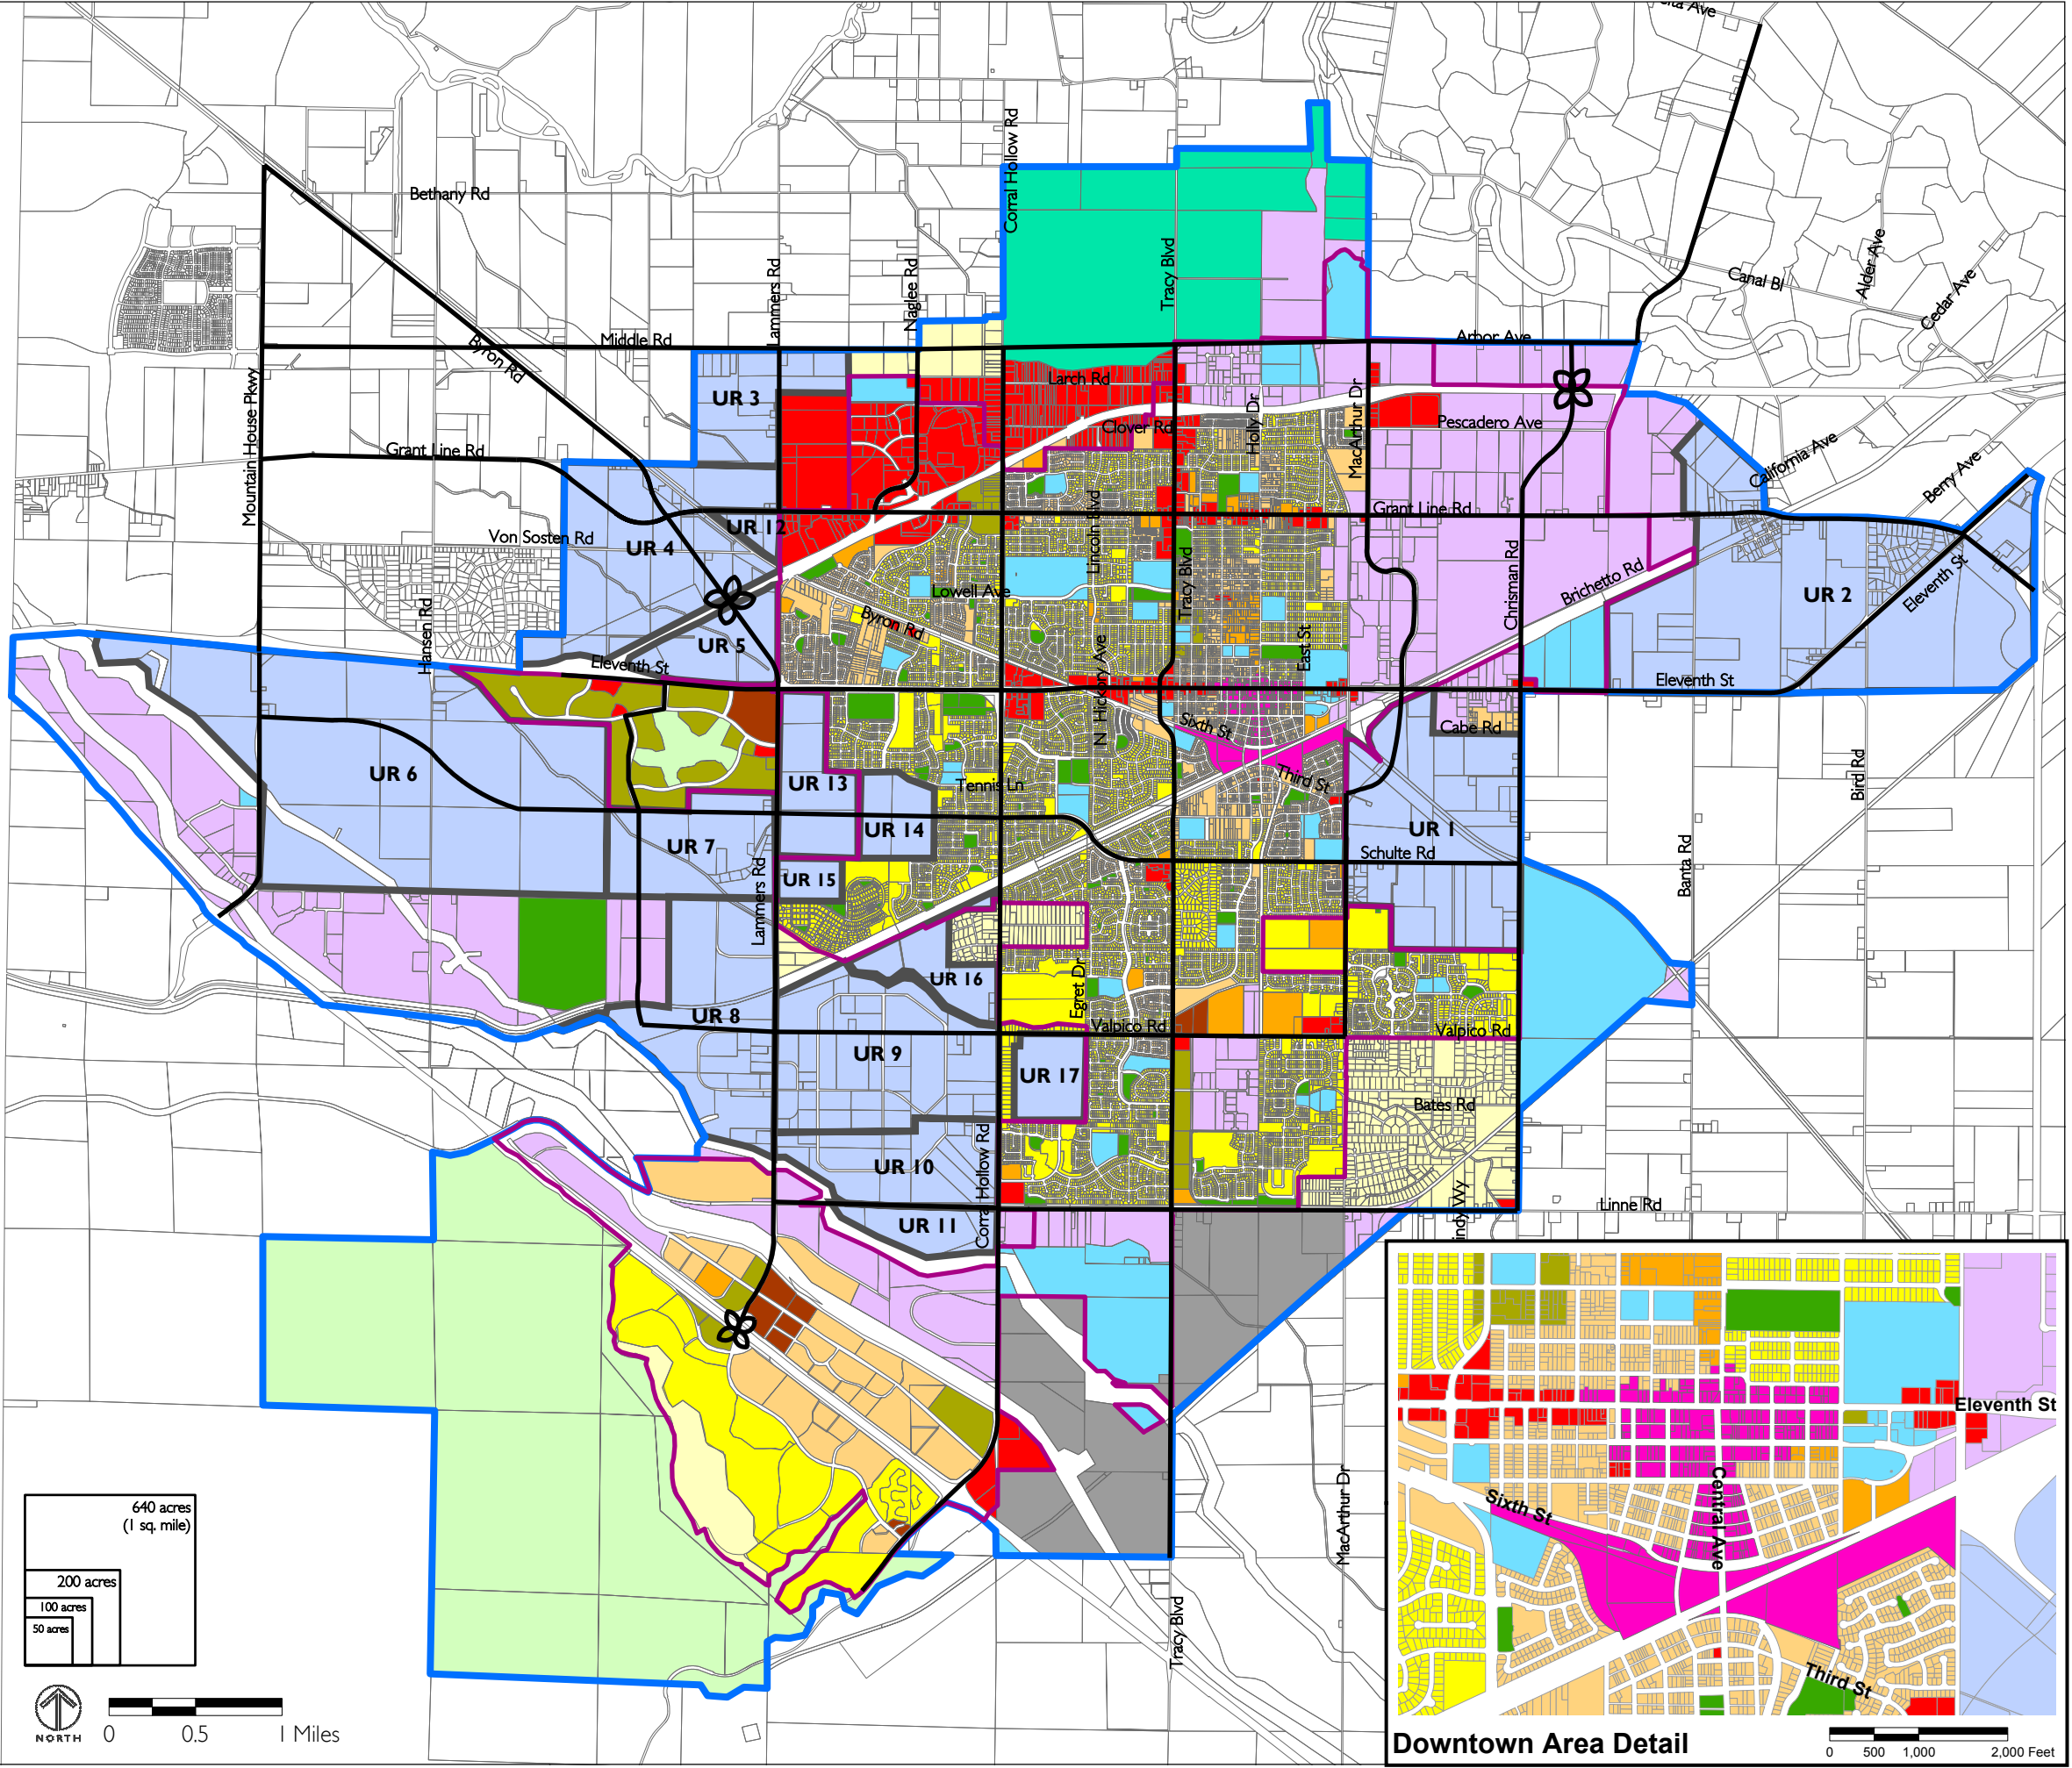 Bethany Rd
Corral Hollow Rd
Tracy Blvd
Lammers Rd
Naglee Rd
Canal Bl
Alder Ave
Cedar Ave
Middle Rd
Byron Rd
Arbor Ave
Mountain House Pkwy
UR 3
Larch Rd
Holly Dr
MacArthur Dr
Clover Rd
Pescadero Ave
Grant Line Rd
California Ave
Berry Ave
Lincoln Blvd
Grant Line Rd
Von Sosten Rd
UR 4
UR 12
Tracy Blvd
Chrisman Rd
Brichetto Rd
Lowell Ave
Byron Rd
UR 2
Eleventh St
Hansen Rd
UR 5
East St
Eleventh St
N Hickory Ave
Eleventh St
Sixth St
Cabe Rd
UR 6
UR 13
Tennis Ln
Third St
Bird Rd
UR 14
UR 1
UR 7
Schulte Rd
Banta Rd
UR 15
Lammers Rd
UR 16
Egret Dr
UR 8
Valpico Rd
Valpico Rd
UR 9
UR 17
Bates Rd
UR 10
Corral Hollow Rd
Linne Rd
UR 11
indy Wy
Eleventh St
Central Ave
Sixth St
Third St
MacArthur Dr
Tracy Blvd
640 acres
(1 sq. mile)
200 acres
100 acres
50 acres
NORTH
0 0.5 1 Miles
Downtown Area Detail
0 500 1,000 2,000 Feet